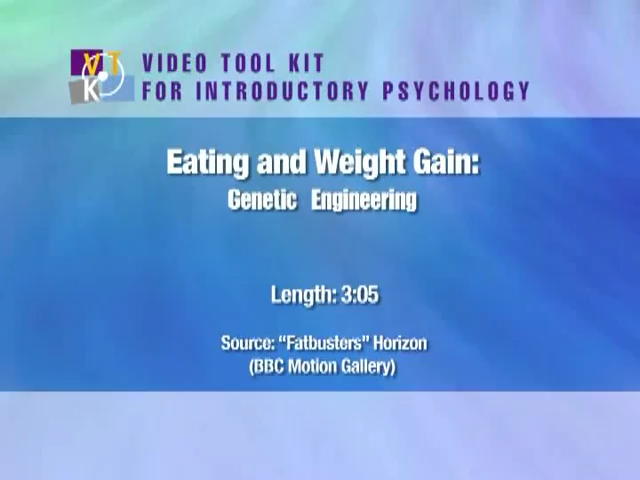 VTK
VIDEO TOOL KIT
FOR INTRODUCTORY PSYCHOLOGY
Eating and Weight Gain:
Genetic Engineering
Length: 3:05
Source: “Fatbusters” Horizon
(BBC Motion Gallery)